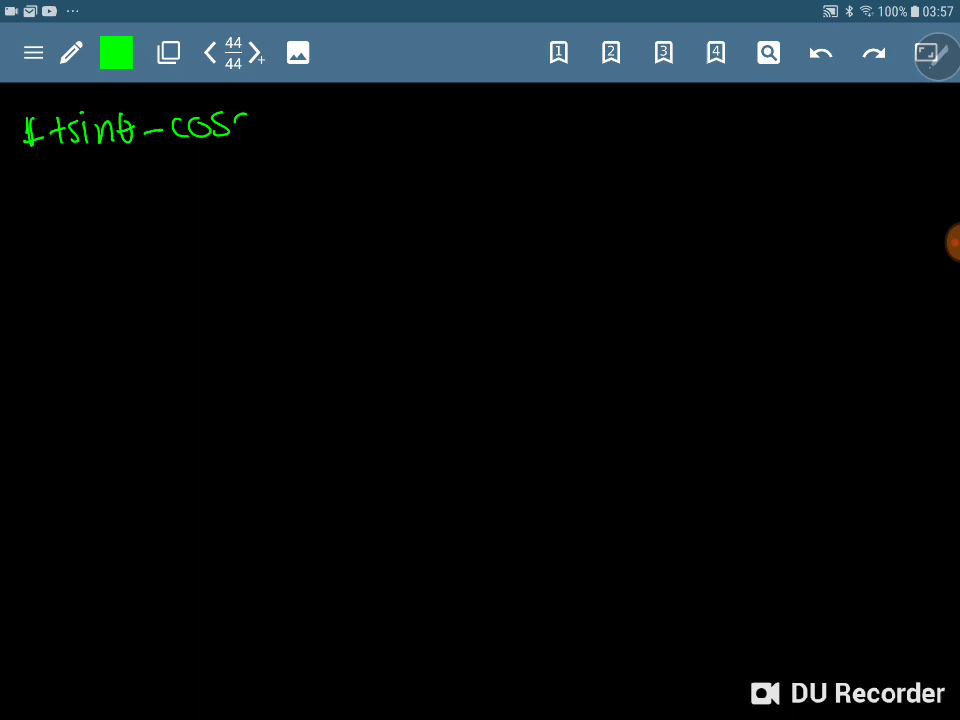 ... 100% 03:57
44
44
1 2 3 4
1+sinθ-cos
DU Recorder